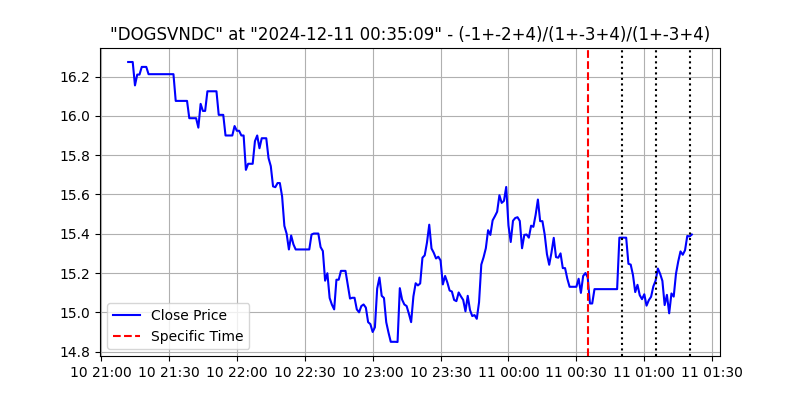 "DOGSVNDC" at "2024-12-11 00:35:09" - (-1+-2+4)/(1+-3+4)/(1+-3+4)
16.2
16.0
15.8
15.6
15.4
15.2
15.0
14.8
Close Price
Specific Time
10 21:00 10 21:30 10 22:00 10 22:30 10 23:00 10 23:30 11 00:00 11 00:30 11 01:00 11 01:30